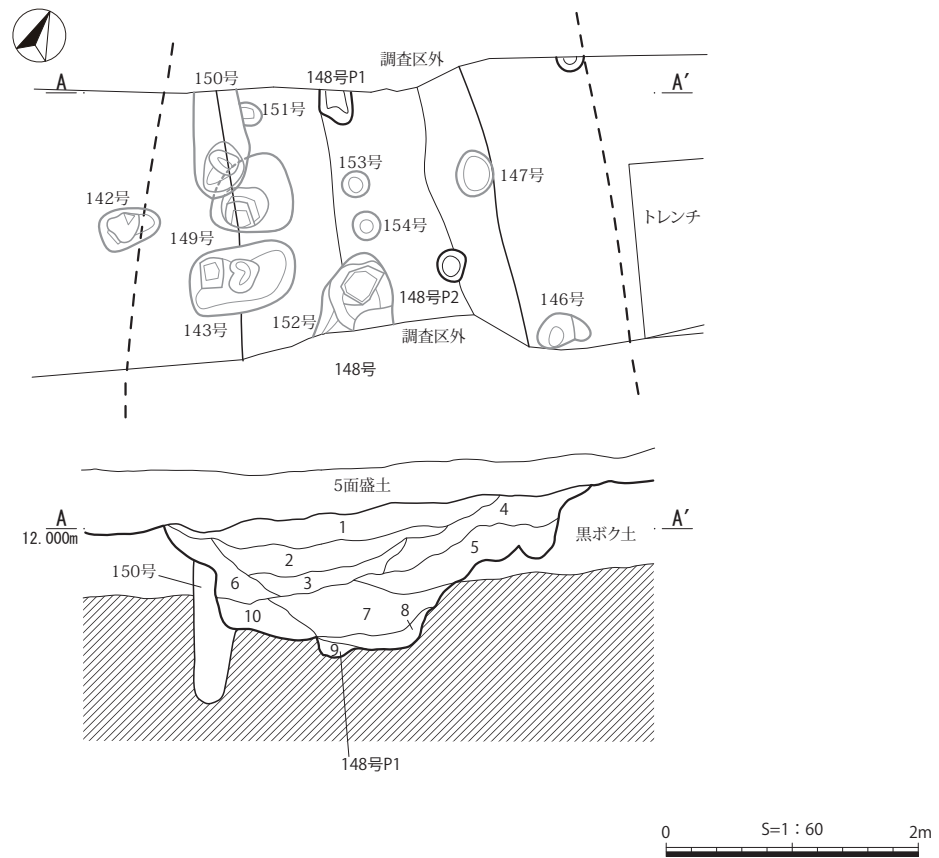 調査区外
A
150号
148号P1
A′
151号
153号
147号
142号
154号
トレンチ
149号
148号P2
146号
143号
152号
調査区外
148号
5面盛土
A
12.000m
1
4
A′
黒ボク土
2
5
150号
6
3
10
7
8
9
148号P1
0
S=1：60
2m